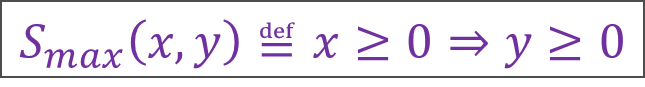 S_max(x, y) ≝ x ≥ 0 ⇒ y ≥ 0